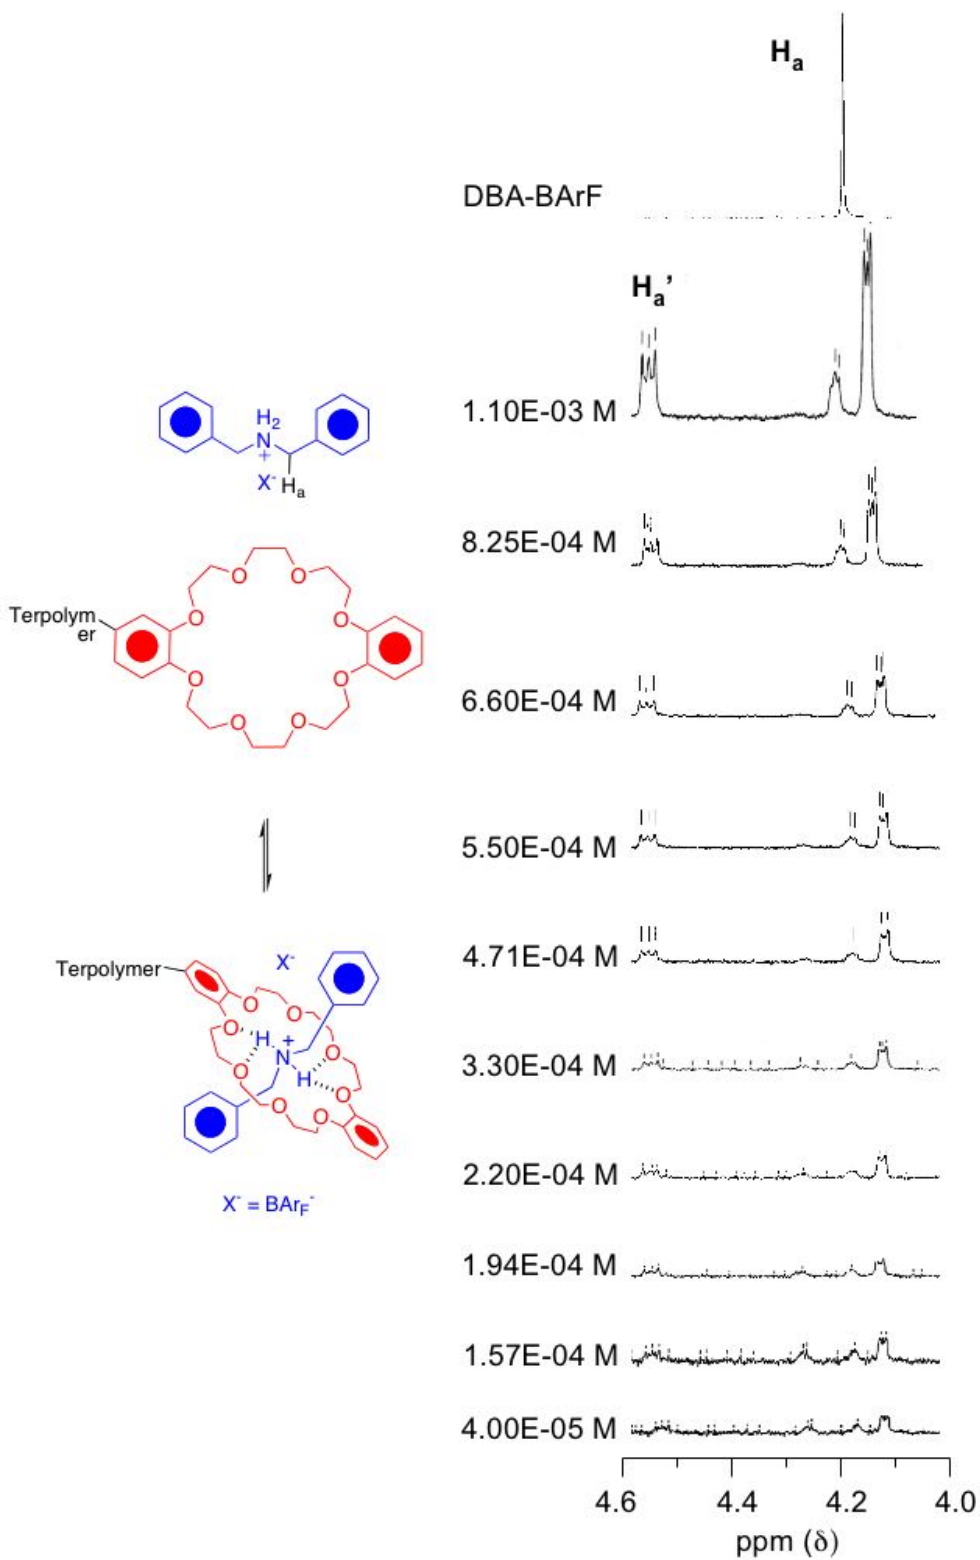 Hₐ
DBA-BArF
Hₐ’
1.10E-03 M
H₂
N
+
X⁻ Hₐ
8.25E-04 M
O O
Terpolym
er
O O
O O
O O
6.60E-04 M
5.50E-04 M
4.71E-04 M
Terpolymer
X⁻
O O
O H + O
N
O H O
O O
3.30E-04 M
2.20E-04 M
X⁻ = BArF⁻
1.94E-04 M
1.57E-04 M
4.00E-05 M
4.6 4.4 4.2 4.0
ppm (δ)